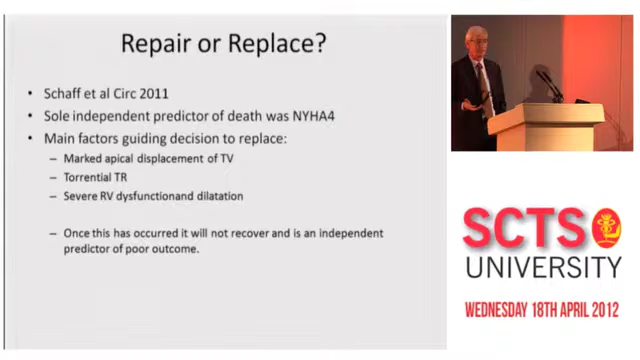 Repair or Replace?
• Schaff et al Circ 2011
• Sole independent predictor of death was NYHA4
• Main factors guiding decision to replace:
– Marked apical displacement of TV
– Torrential TR
– Severe RV dysfunctionand dilatation
– Once this has occurred it will not recover and is an independent
predictor of poor outcome.
SCTS
UNIVERSITY
WEDNESDAY 18TH APRIL 2012